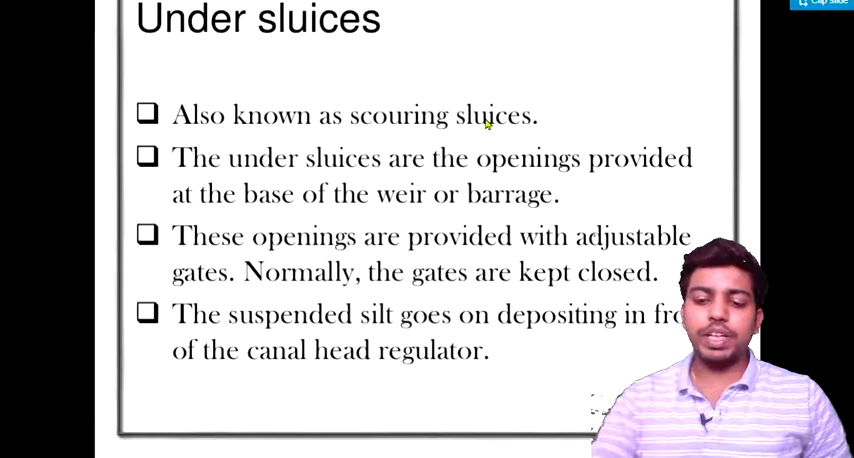 Clip slide
Under sluices
❑ Also known as scouring sluices.
❑ The under sluices are the openings provided
at the base of the weir or barrage.
❑ These openings are provided with adjustable
gates. Normally, the gates are kept closed.
❑ The suspended silt goes on depositing in
of the canal head regulator.